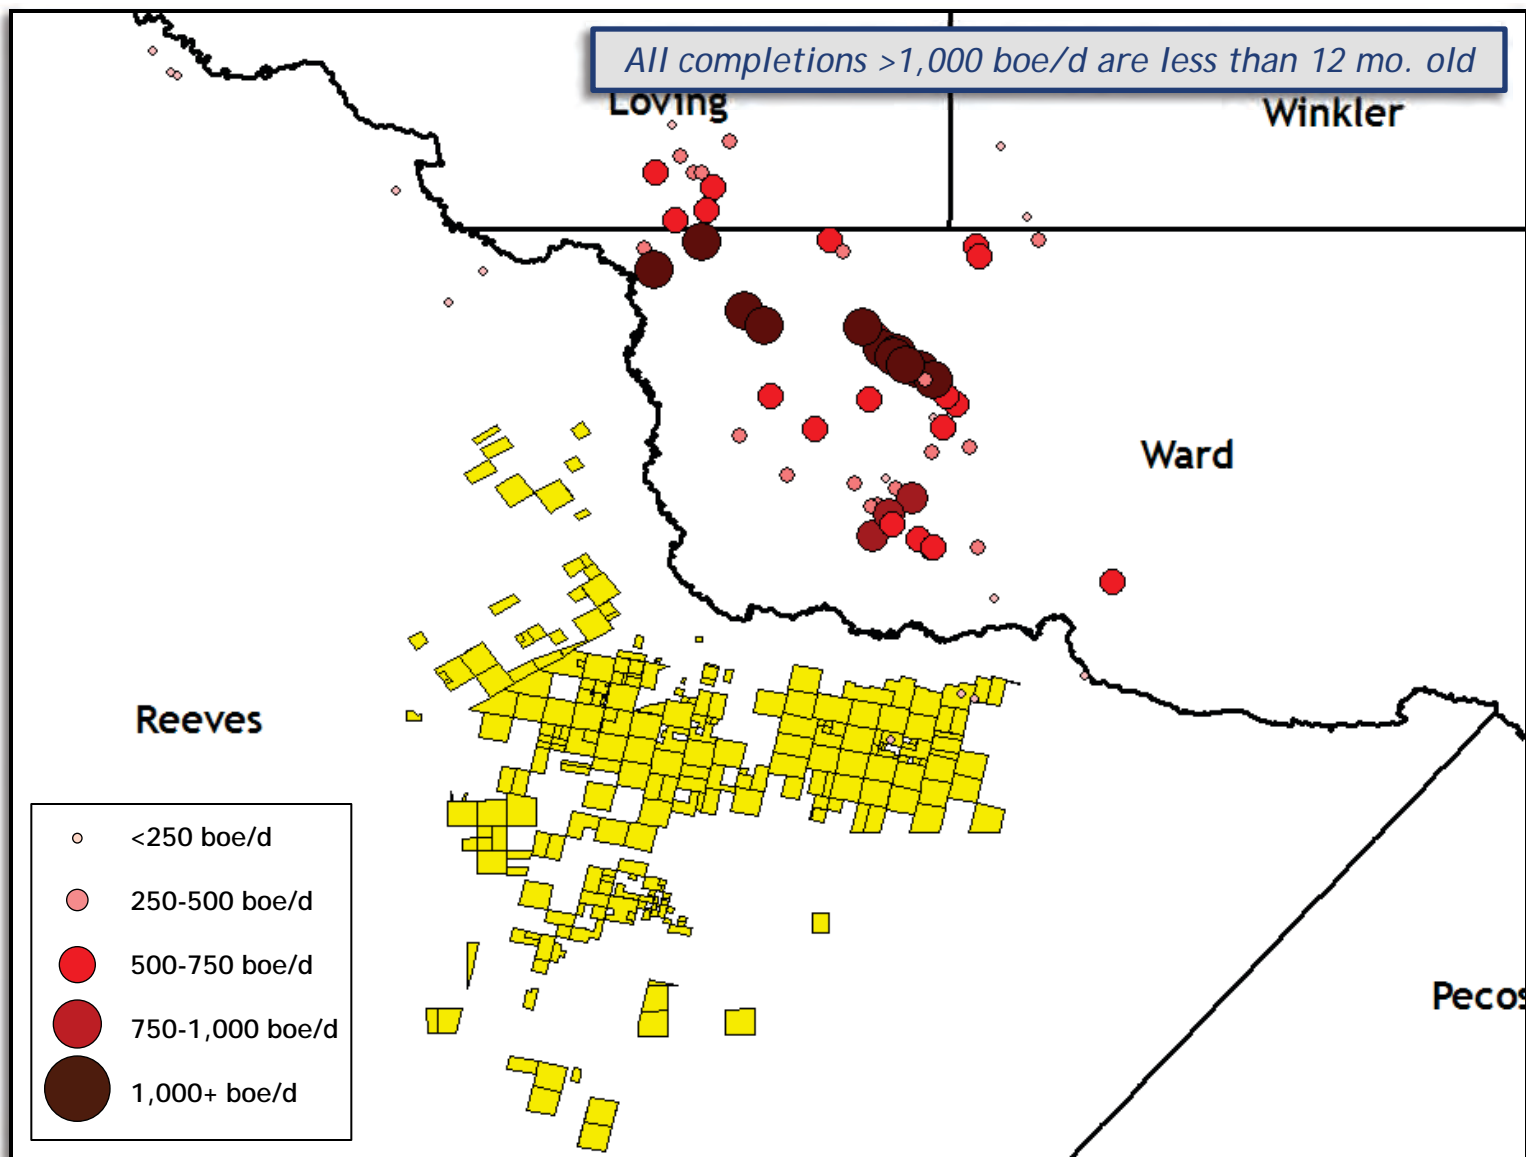 All completions >1,000 boe/d are less than 12 mo. old
Loving
Winkler
Ward
Reeves
Pecos
<250 boe/d
250-500 boe/d
500-750 boe/d
750-1,000 boe/d
1,000+ boe/d